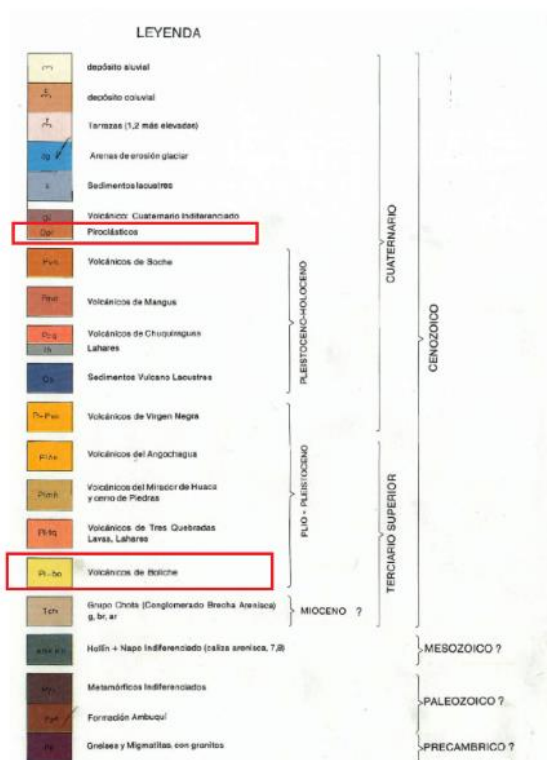 LEYENDA
depósito aluvial
depósito coluvial
Terrazas (1,2 más elevadas)
Arenas de erosión glaciar
Sedimentos lacustres
Volcánico: Cuaternario Indiferenciado
Piroclásticos
Volcánicos de Soche
Volcánicos de Mangus
Volcánicos de Chuquiraguas
Lahares
Sedimentos Vulcano Lacustres
Volcánicos de Virgen Negra
Volcánicos del Angochagua
Volcánicos del Mirador de Huaca
y cerro de Piedras
Volcánicos de Tres Quebradas
Lavas, Lahares
Volcánicos de Boliche
Grupo Chota (Conglomerado Brecha Arenisca)
g, br, ar
Hollín + Napo Indiferenciado (caliza arenisca, 7,8)
Metamórficos Indiferenciados
Formación Ambuquí
Gneises y Migmatitas, con granitos
PLEISTOCENO-HOLOCENO
PLIO - PLEISTOCENO
MIOCENO ?
CUATERNARIO
TERCIARIO SUPERIOR
CENOZOICO
MESOZOICO ?
PALEOZOICO ?
PRECAMBRICO ?